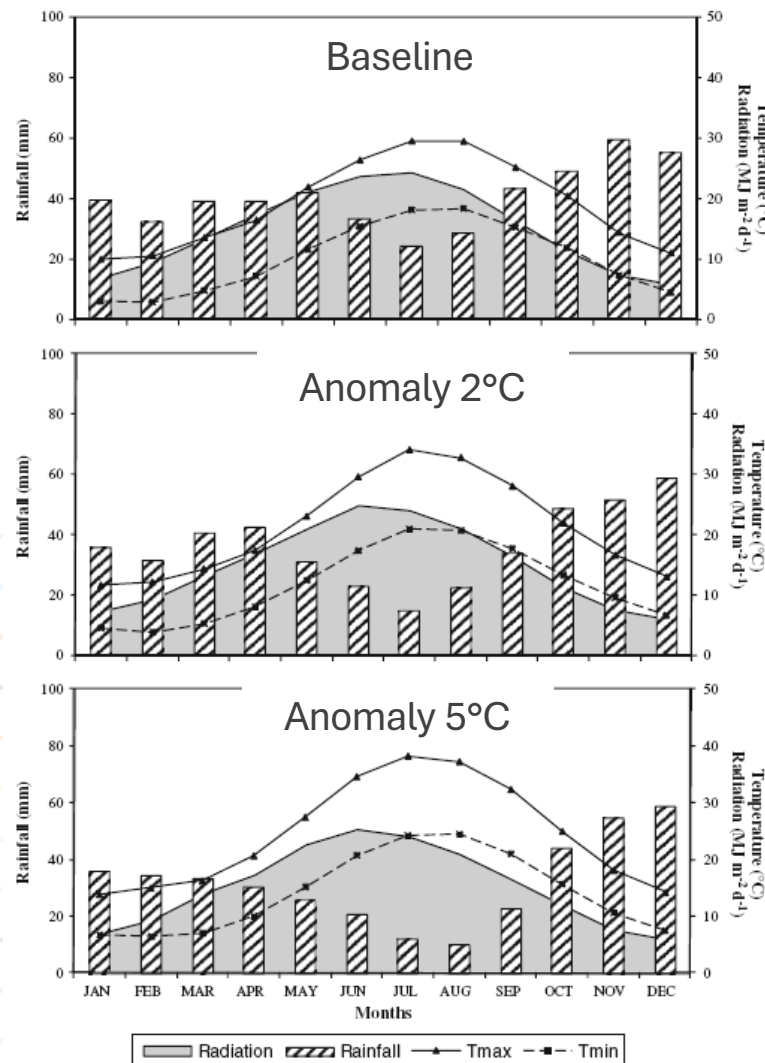 Baseline
Rainfall (mm)
100
80
60
40
20
0
50
40
30
20
10
0
Temperature (°C)
Radiation (MJ m-2 d-1)
Anomaly 2°C
Rainfall (mm)
100
80
60
40
20
0
50
40
30
20
10
0
Temperature (°C)
Radiation (MJ m-2 d-1)
Anomaly 5°C
Rainfall (mm)
100
80
60
40
20
0
50
40
30
20
10
0
Temperature (°C)
Radiation (MJ m-2 d-1)
JAN FEB MAR APR MAY JUN JUL AUG SEP OCT NOV DEC
Months
Radiation Rainfall Tmax Tmin